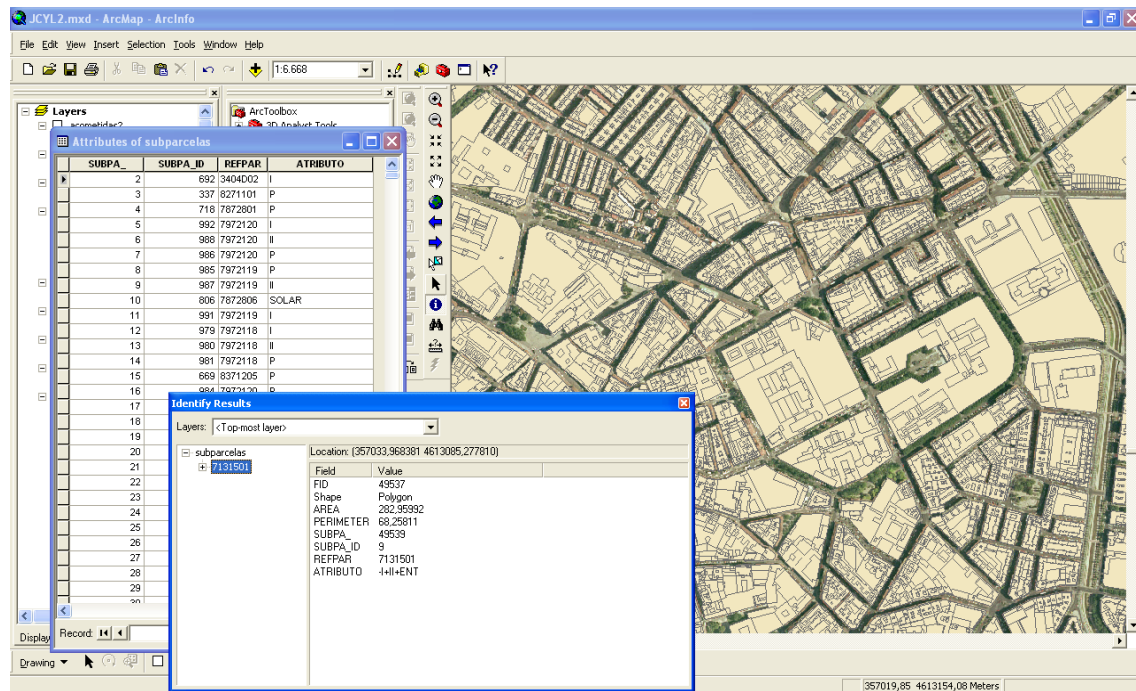 JCYL2.mxd - ArcMap - ArcInfo
File Edit View Insert Selection Tools Window Help
1:6.668
Layers
ArcToolbox
acometidas2
3D Analyst Tools
Attributes of subparcelas
SUBPA_ SUBPA_ID REFPAR ATRIBUTO
2 692 3404D02 I
3 337 8271101 P
4 718 7872801 P
5 992 7972120 I
6 988 7972120 II
7 986 7972120 P
8 985 7972119 P
9 987 7972119 II
10 806 7872806 SOLAR
11 991 7972119 I
12 979 7972118 I
13 980 7972118 II
14 981 7972118 P
15 669 8371205 P
16 984 7972120 P
17
18
19
20
21
22
23
24
25
26
27
28
29
30
Identify Results
Layers: <Top-most layer>
subparcelas
7131501
Location: (357033,968381 4613085,277810)
Field Value
FID 49537
Shape Polygon
AREA 282,95992
PERIMETER 68,25811
SUBPA_ 49539
SUBPA_ID 9
REFPAR 7131501
ATRIBUTO -I+II+ENT
Display
Record:
Drawing
357019,85 4613154,08 Meters